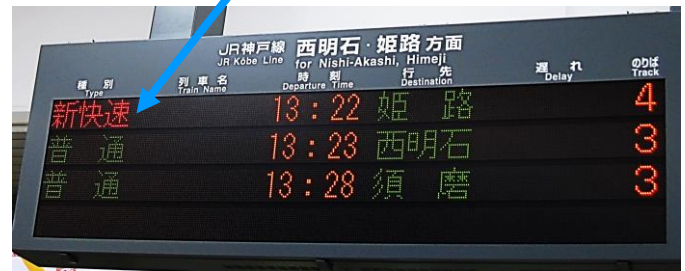 JR神戸線 西明石・姫路 方面
JR Kōbe Line for Nishi-Akashi, Himeji
種別 列車名 時刻 行先 遅れ のりば
Type Train Name Departure Time Destination Delay Track
新快速 13:22 姫路 4
普通 13:23 西明石 3
普通 13:28 須磨 3